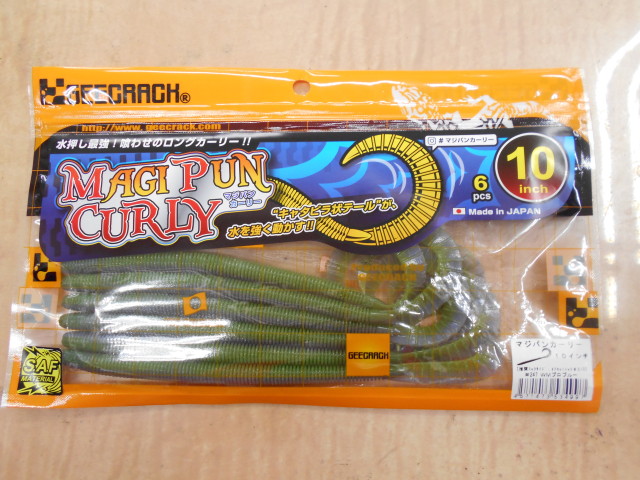 GEECRACK®
http://www.geecrack.com
水押し最強！喰わせのロングカーリー！！
# マジパンカーリー
MAGI PUN
CURLY
マジパン
カーリー
"キャタピラ状テール"が、
水を強く動かす!!
6
pcs
10
inch
Made in JAPAN
GEECRACK
SAF
MATERIAL
マジパンカーリー
10インチ